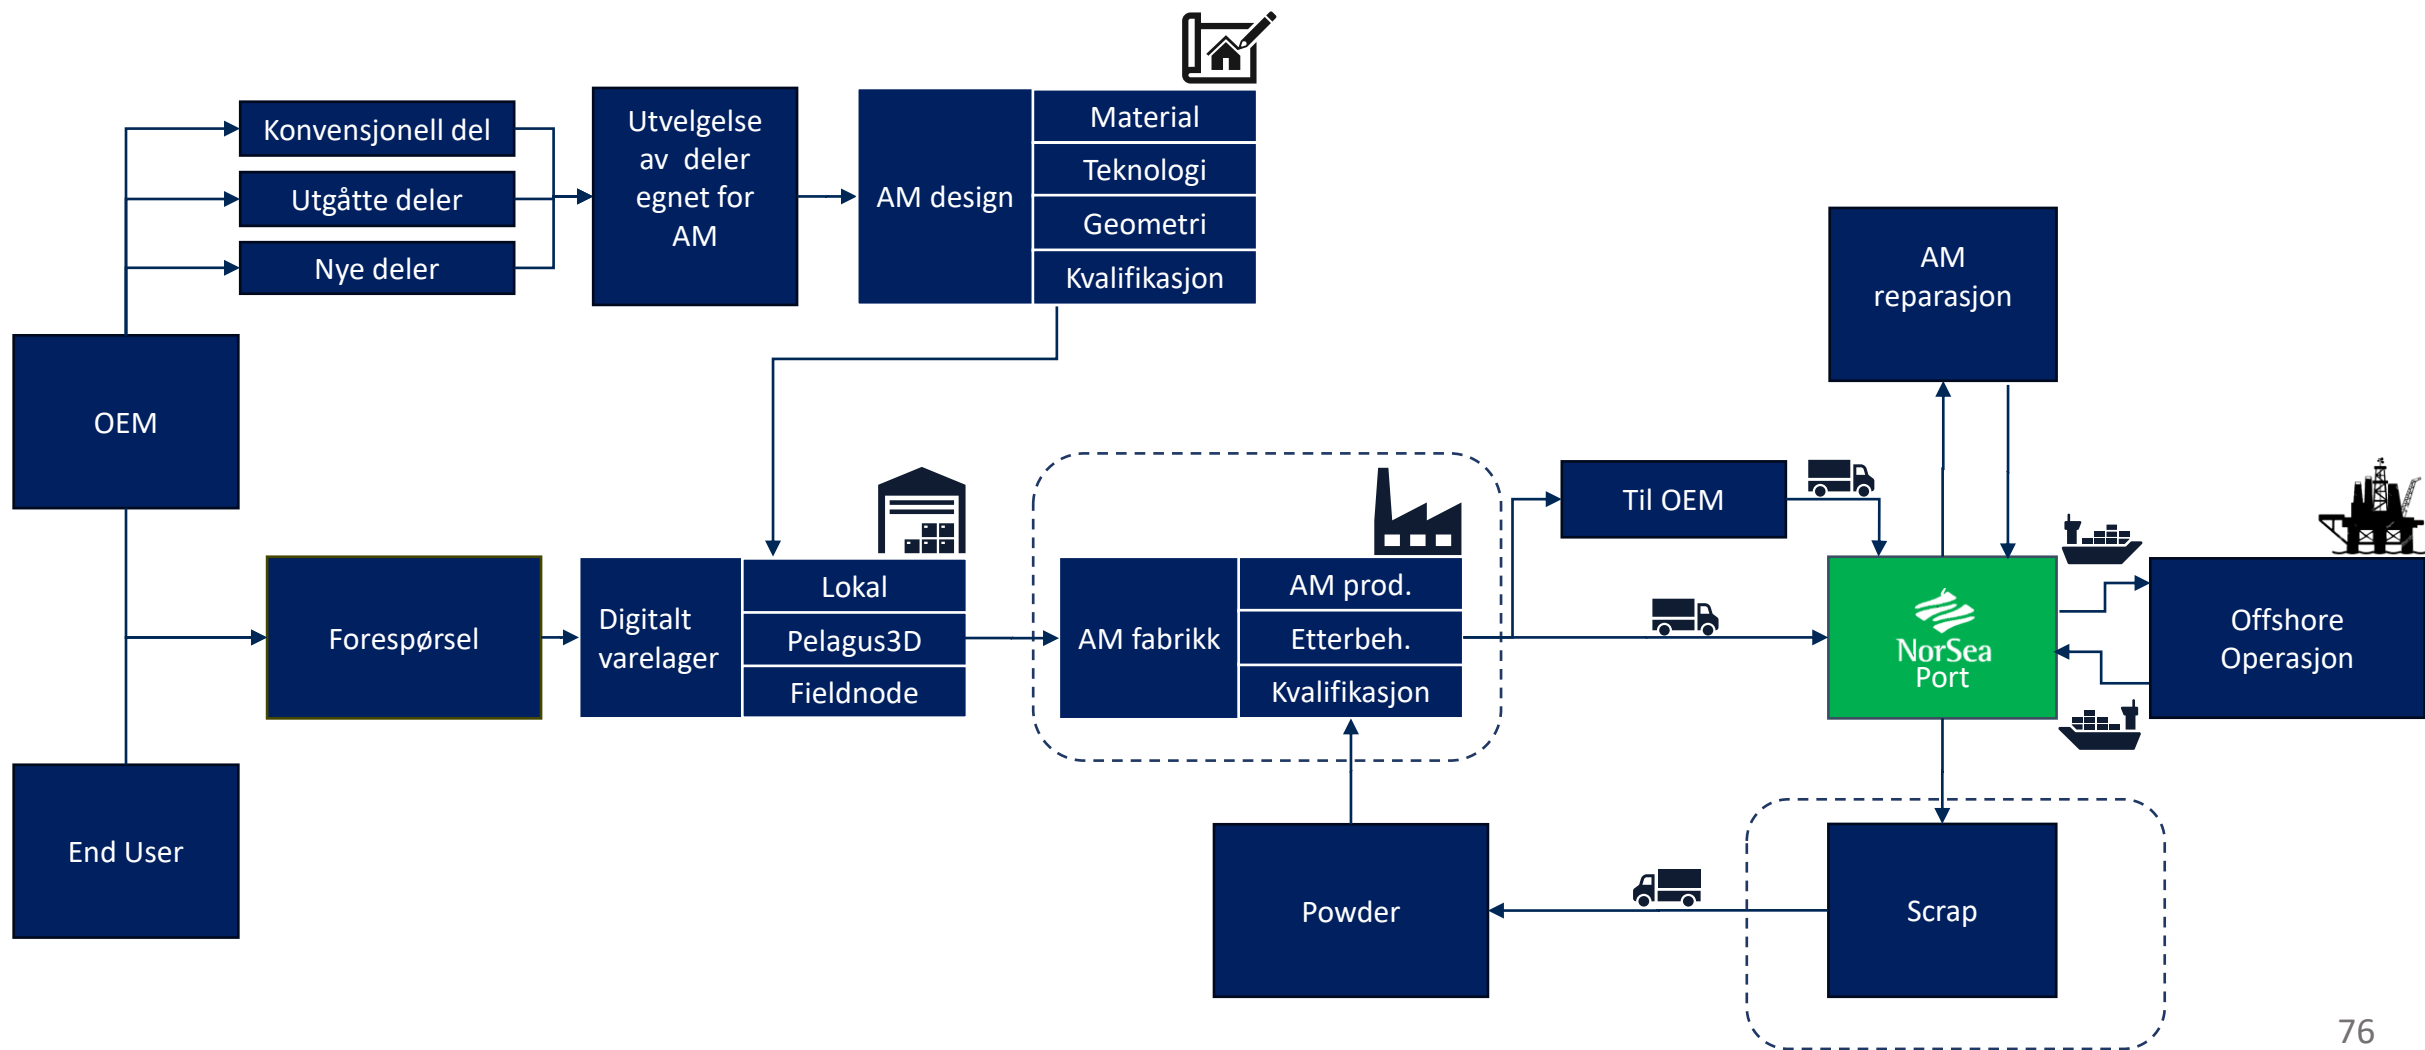 Konvensjonell del
Utgåtte deler
Nye deler
Utvelgelse
av deler
egnet for
AM
AM design
Material
Teknologi
Geometri
Kvalifikasjon
OEM
AM
reparasjon
Forespørsel
Digitalt
varelager
Lokal
Pelagus3D
Fieldnode
AM fabrikk
AM prod.
Etterbeh.
Kvalifikasjon
Til OEM
NorSea
Port
Offshore
Operasjon
End User
Powder
Scrap
76